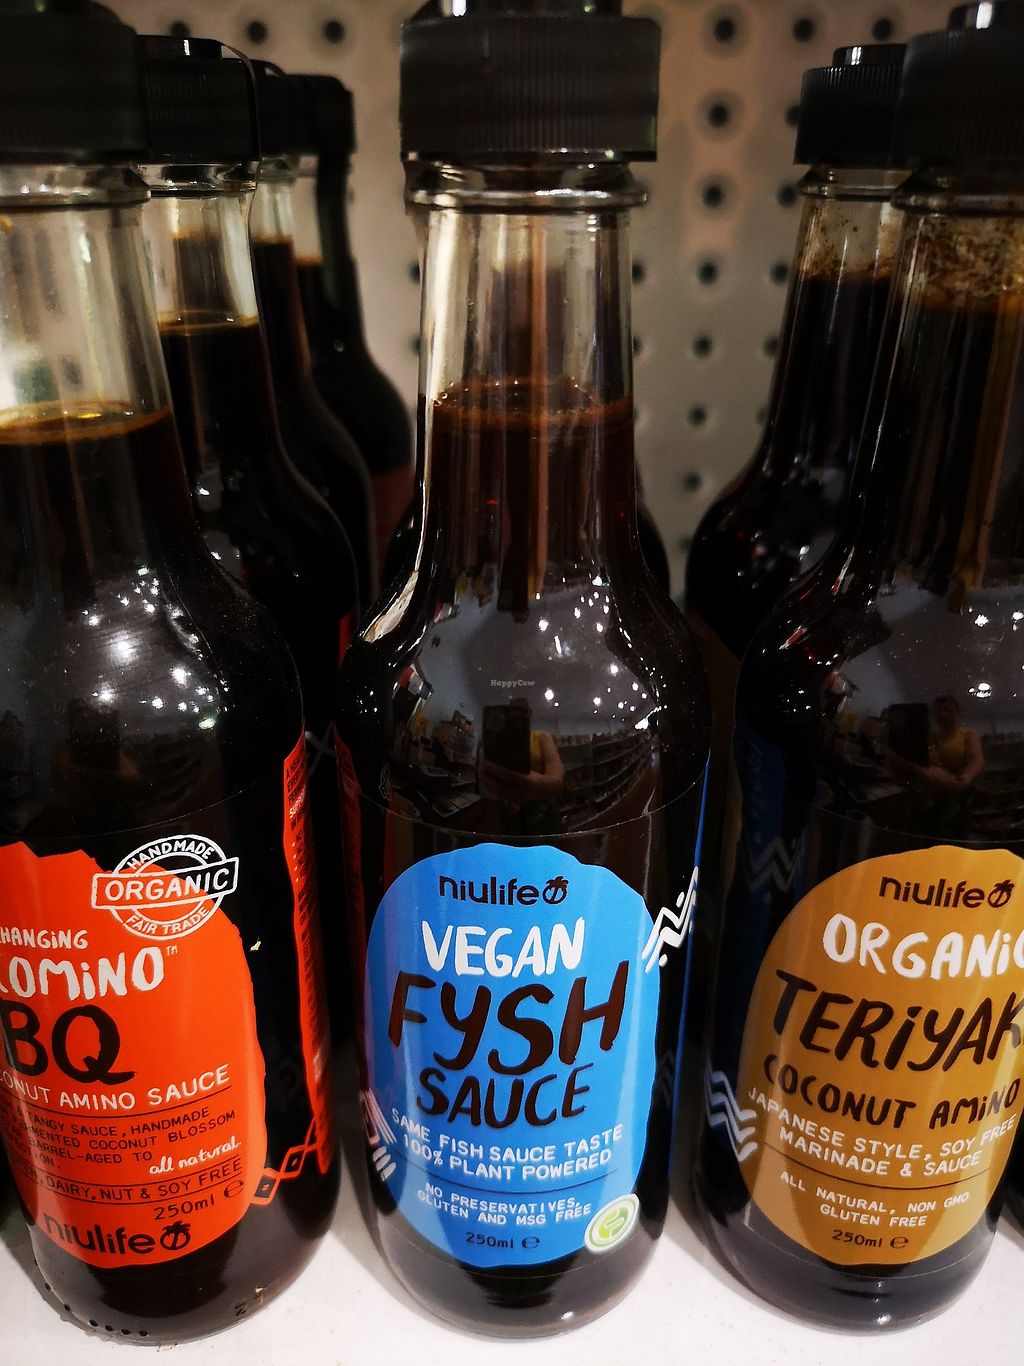 HappyCow
HANDMADE
ORGANIC
FAIR TRADE
HANGING
COMINO™
BQ
ONUT AMINO SAUCE
TANGY SAUCE, HANDMADE
COCONUT BLOSSOM
BARREL-AGED TO
all natural.
DAIRY, NUT & SOY FREE
250ml e
niulife
niulife
VEGAN
FYSH
SAUCE
SAME FISH SAUCE TASTE
100% PLANT POWERED
NO PRESERVATIVES,
GLUTEN AND MSG FREE
250ml e
niulife
ORGANIC
TERiYAK
COCONUT AMINO
JAPANESE STYLE, SOY FREE
MARINADE & SAUCE
ALL NATURAL, NON GMO
GLUTEN FREE
250ml e